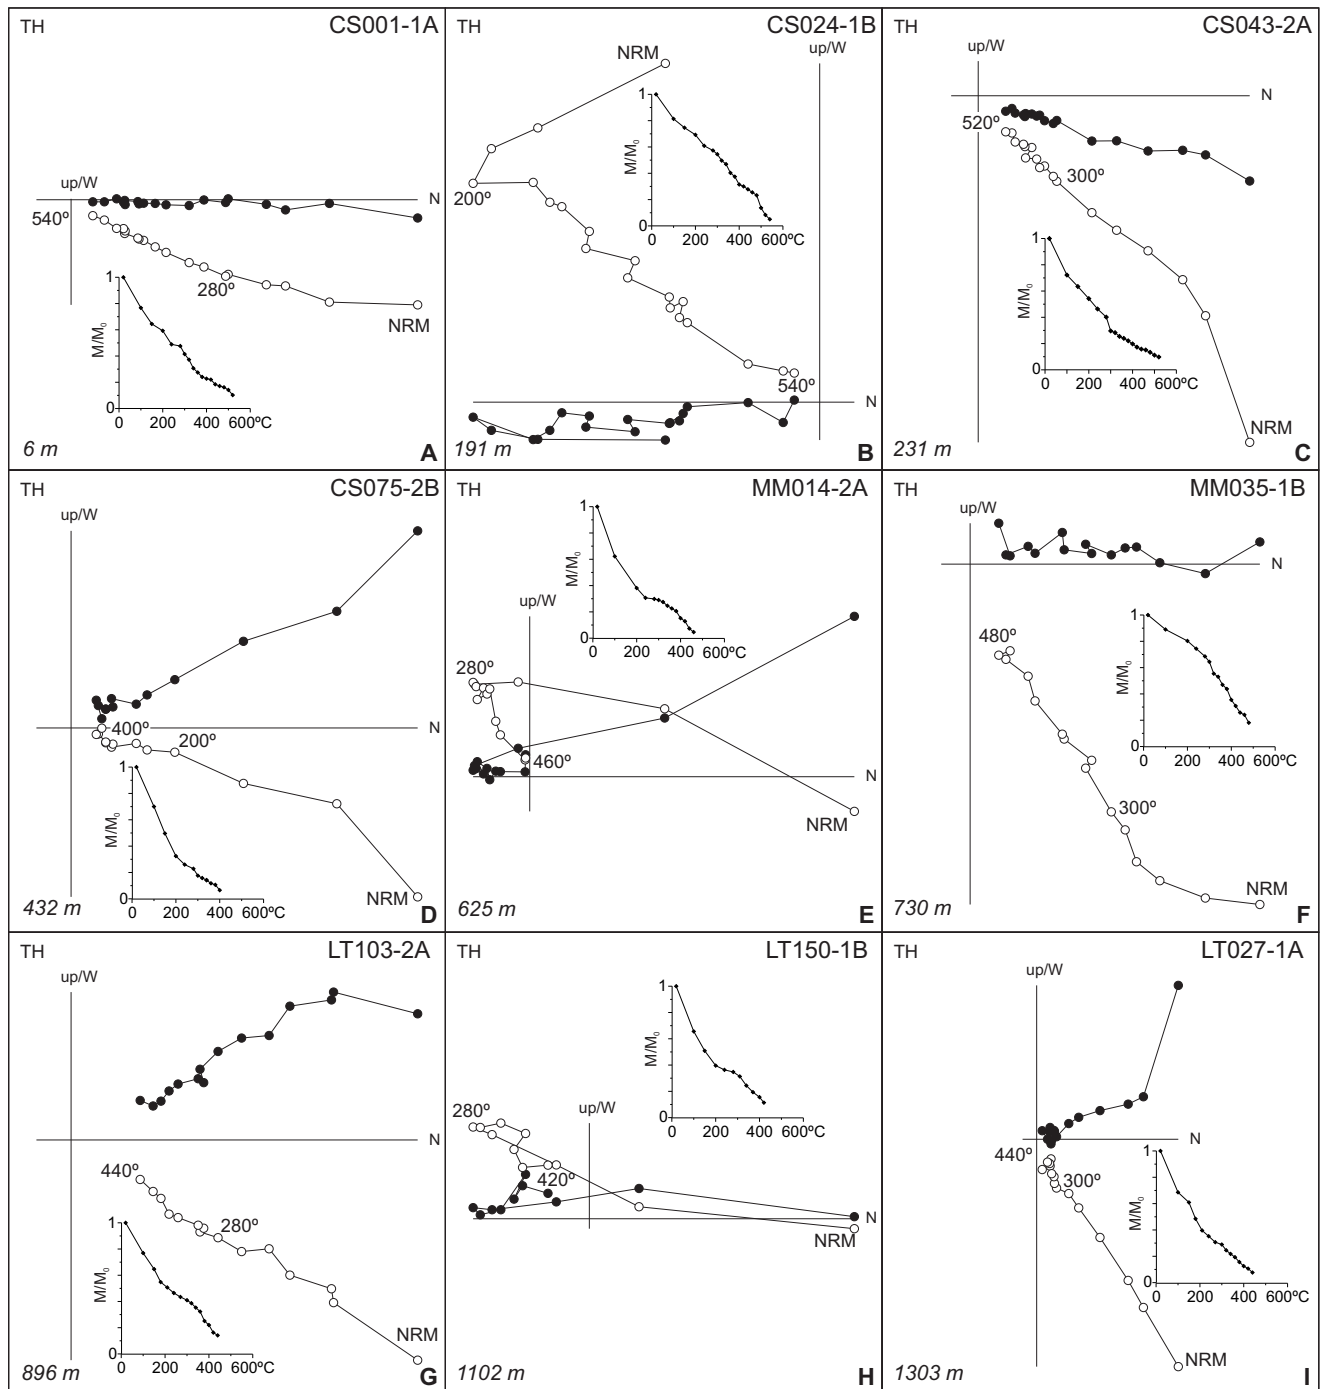 TH CS001-1A
up/W
N
540º
280º
NRM
1
M/M0
0
0 200 400 600ºC
6 m A
TH CS024-1B
NRM
up/W
1
M/M0
0
0 200 400 600ºC
200º
540º
N
191 m B
TH CS043-2A
up/W
N
520º
300º
1
M/M0
0
0 200 400 600ºC
NRM
231 m C
TH CS075-2B
up/W
N
400º
200º
1
M/M0
0
0 200 400 600ºC
NRM
432 m D
TH MM014-2A
1
M/M0
0
0 200 400 600ºC
up/W
280º
460º
N
NRM
625 m E
TH MM035-1B
up/W
N
480º
1
M/M0
0
0 200 400 600ºC
300º
NRM
730 m F
TH LT103-2A
up/W
N
440º
280º
1
M/M0
0
0 200 400 600ºC
NRM
896 m G
TH LT150-1B
1
M/M0
0
0 200 400 600ºC
280º
up/W
420º
N
NRM
1102 m H
TH LT027-1A
up/W
N
440º
300º
1
M/M0
0
0 200 400 600ºC
NRM
1303 m I